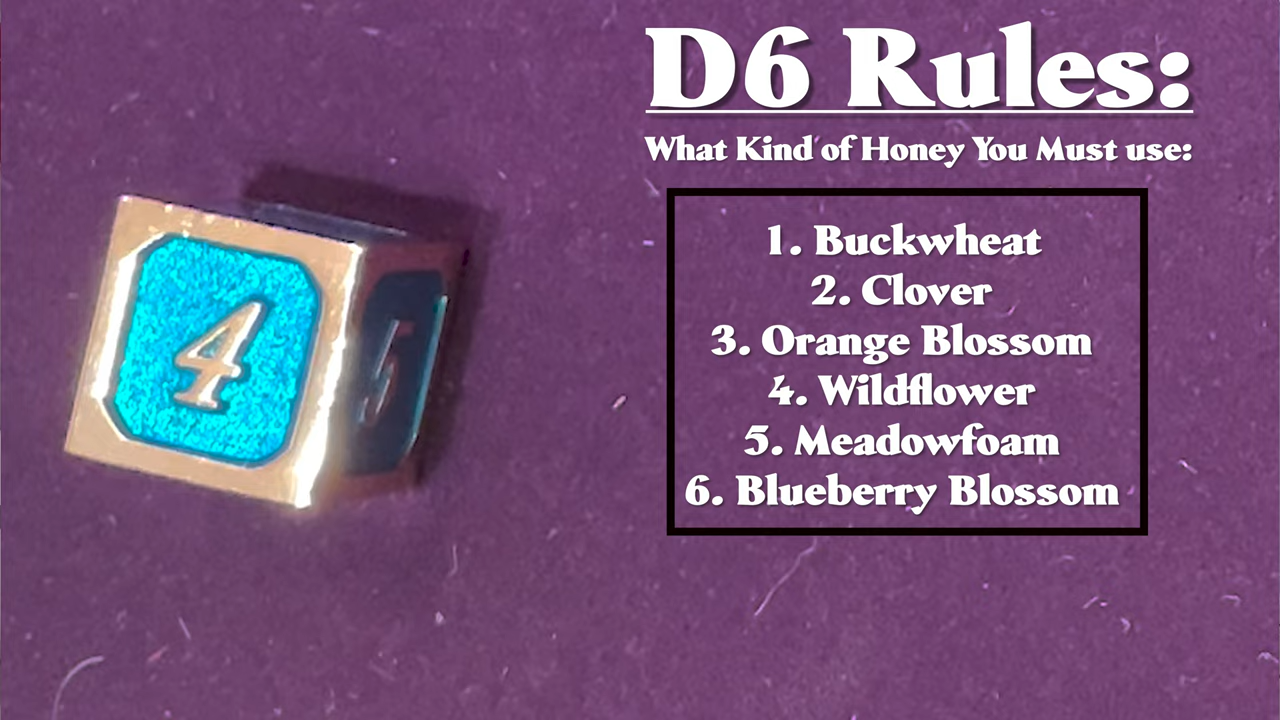 D6 Rules:
What Kind of Honey You Must use:
1. Buckwheat
2. Clover
3. Orange Blossom
4. Wildflower
5. Meadowfoam
6. Blueberry Blossom
4
5